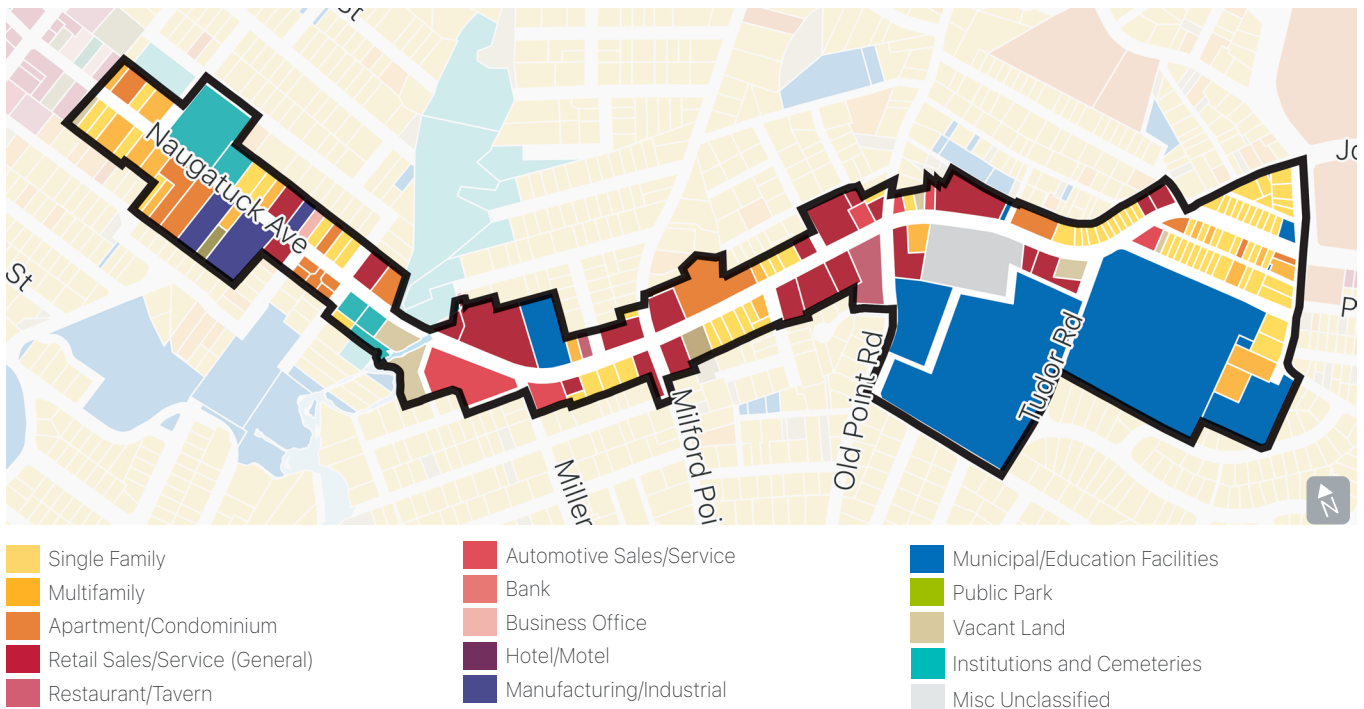 St
Jo
Naugatuck Ave
St
P
Old Point Rd
Tudor Rd
Milford Poi
Miller
N
Single Family
Multifamily
Apartment/Condominium
Retail Sales/Service (General)
Restaurant/Tavern
Automotive Sales/Service
Bank
Business Office
Hotel/Motel
Manufacturing/Industrial
Municipal/Education Facilities
Public Park
Vacant Land
Institutions and Cemeteries
Misc Unclassified